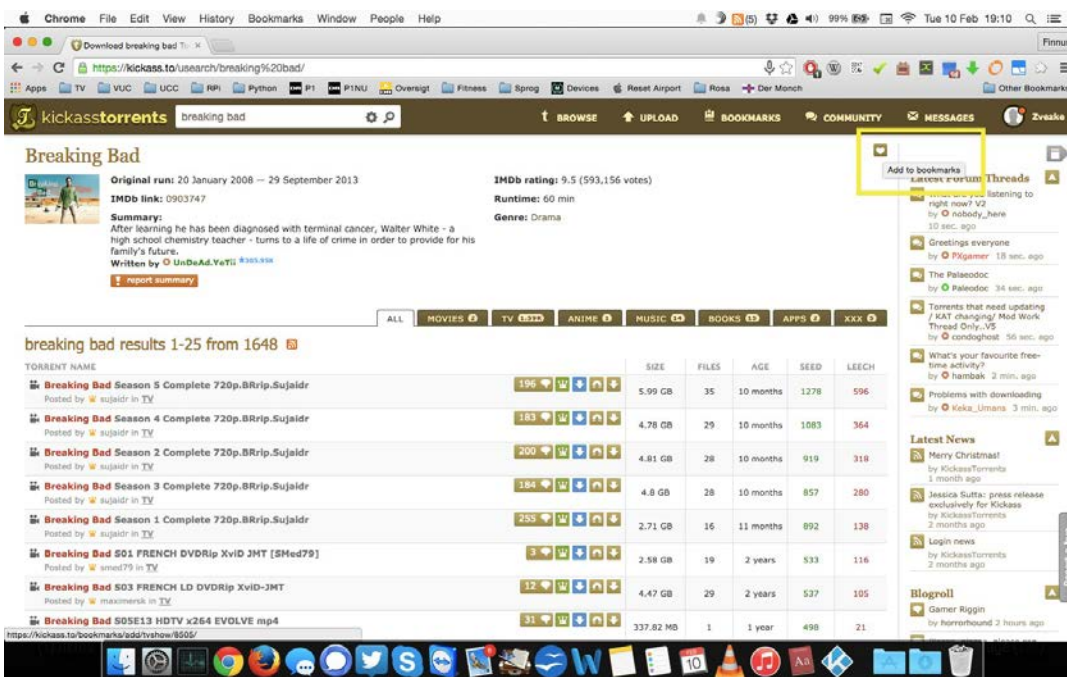 Chrome File Edit View History Bookmarks Window People Help (5) 99% Tue 10 Feb 19:10
Download breaking bad To
Finnu
https://kickass.to/usearch/breaking%20bad/
Apps TV VUC UCC RPi Python P1 P1NU Oversigt Fitness Sprog Devices Reset Airport Rosa Der Monch Other Bookmark
kickasstorrents breaking bad BROWSE UPLOAD BOOKMARKS COMMUNITY MESSAGES Zveake
Breaking Bad
Add to bookmarks
Original run: 20 January 2008 — 29 September 2013
IMDb link: 0903747
Summary:
After learning he has been diagnosed with terminal cancer, Walter White - a
high school chemistry teacher - turns to a life of crime in order to provide for his
family's future.
Written by UnDeAd.YeTii 365.95K
report summary
IMDb rating: 9.5 (593,156 votes)
Runtime: 60 min
Genre: Drama
ALL MOVIES 2 TV 1.59K ANIME 1 MUSIC 14 BOOKS 13 APPS 2 XXX 5
breaking bad results 1-25 from 1648
TORRENT NAME SIZE FILES AGE SEED LEECH
Breaking Bad Season 5 Complete 720p.BRrip.Sujaidr 196 5.99 GB 35 10 months 1278 596
Posted by sujaidr in TV
Breaking Bad Season 4 Complete 720p.BRrip.Sujaidr 183 4.78 GB 29 10 months 1083 364
Posted by sujaidr in TV
Breaking Bad Season 2 Complete 720p.BRrip.Sujaidr 200 4.81 GB 28 10 months 919 318
Posted by sujaidr in TV
Breaking Bad Season 3 Complete 720p.BRrip.Sujaidr 184 4.8 GB 28 10 months 857 280
Posted by sujaidr in TV
Breaking Bad Season 1 Complete 720p.BRrip.Sujaidr 255 2.71 GB 16 11 months 892 138
Posted by sujaidr in TV
Breaking Bad S01 FRENCH DVDRip XviD JMT [SMed79] 3 2.58 GB 19 2 years 533 116
Posted by smed79 in TV
Breaking Bad S03 FRENCH LD DVDRip XviD-JMT 12 4.47 GB 29 2 years 537 105
Posted by maximersk in TV
Breaking Bad S05E13 HDTV x264 EVOLVE mp4 31 337.82 MB 1 1 year 498 21
https://kickass.to/bookmarks/add/tvshow/8505/
Latest Forum Threads
What are you listening to
right now? V2
by nobody_here
10 sec. ago
Greetings everyone
by PXgamer 18 sec. ago
The Palaeodoc
by Paleodoc 34 sec. ago
Torrents that need updating
/ KAT changing/ Mod Work
Thread Only..V5
by condoghost 56 sec. ago
What's your favourite free-
time activity?
by hambak 2 min. ago
Problems with downloading
by Keka_Umans 3 min. ago
Latest News
Merry Christmas!
by KickassTorrents
1 month ago
Jessica Sutta: press release
exclusively for Kickass
by KickassTorrents
2 months ago
Login news
by KickassTorrents
2 months ago
Blogroll
Gamer Riggin
by horrorhound 2 hours ago
FEB
10
Aa